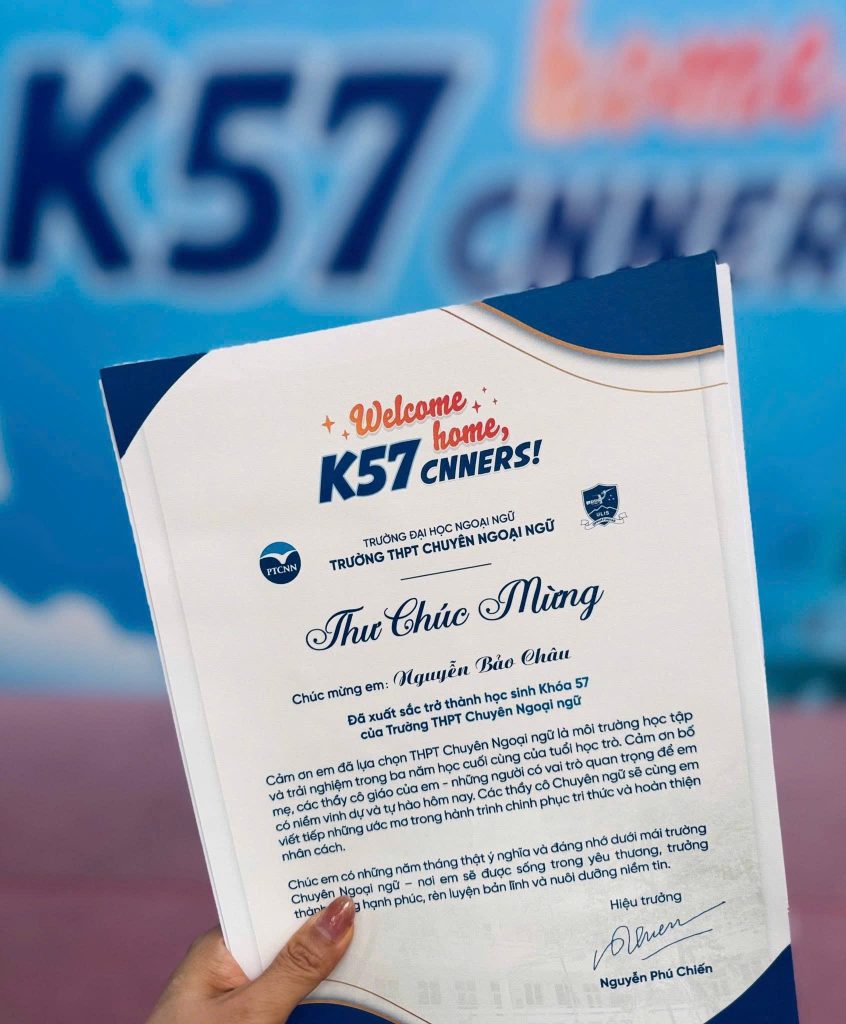 K57
home,
CNNER
Welcome
home,
K57 CNNERS!
TRƯỜNG ĐẠI HỌC NGOẠI NGỮ
TRƯỜNG THPT CHUYÊN NGOẠI NGỮ
PTCNN
ULIS
Thư Chúc Mừng
Chúc mừng em: Nguyễn Bảo Châu
Đã xuất sắc trở thành học sinh Khóa 57
của Trường THPT Chuyên Ngoại ngữ
Cảm ơn em đã lựa chọn THPT Chuyên Ngoại ngữ là môi trường học tập
và trải nghiệm trong ba năm học cuối cùng của tuổi học trò. Cảm ơn bố
mẹ, các thầy cô giáo của em - những người có vai trò quan trọng để em
có niềm vinh dự và tự hào hôm nay. Các thầy cô Chuyên ngữ sẽ cùng em
viết tiếp những ước mơ trong hành trình chinh phục tri thức và hoàn thiện
nhân cách.
Chúc em có những năm tháng thật ý nghĩa và đáng nhớ dưới mái trường
Chuyên Ngoại ngữ – nơi em sẽ được sống trong yêu thương, trưởng
thành hạnh phúc, rèn luyện bản lĩnh và nuôi dưỡng niềm tin.
Hiệu trưởng
Nguyễn Phú Chiến